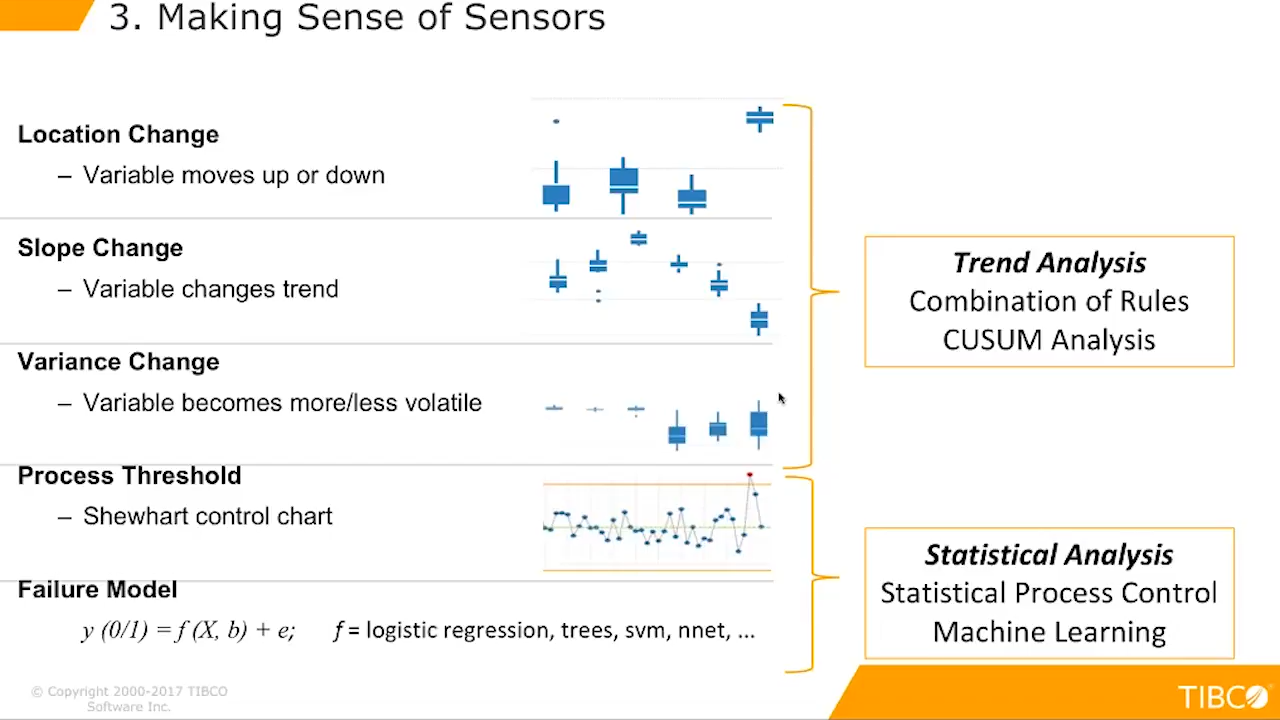 3. Making Sense of Sensors
Location Change
– Variable moves up or down
Slope Change
– Variable changes trend
Variance Change
– Variable becomes more/less volatile
Process Threshold
– Shewhart control chart
Failure Model
y (0/1) = f (X, b) + e; f = logistic regression, trees, svm, nnet, ...
Trend Analysis
Combination of Rules
CUSUM Analysis
Statistical Analysis
Statistical Process Control
Machine Learning
© Copyright 2000-2017 TIBCO
Software Inc.
TIBCO